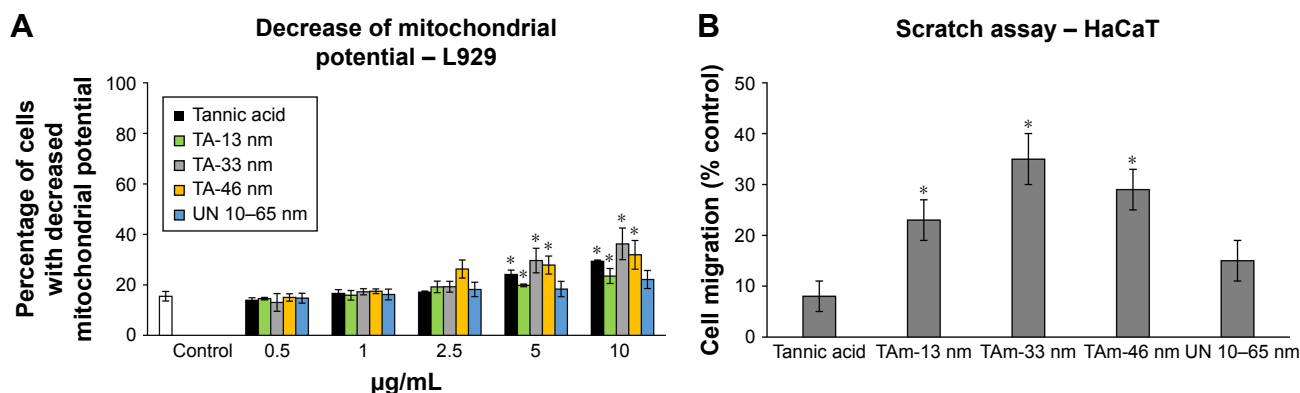 A
Decrease of mitochondrial
potential – L929
Percentage of cells
with decreased
mitochondrial potential
100
80
60
40
20
0
Tannic acid
TA-13 nm
TA-33 nm
TA-46 nm
UN 10–65 nm
* * * *
* * * *
Control 0.5 1 2.5 5 10
µg/mL
B
Scratch assay – HaCaT
Cell migration (% control)
50
40
30
20
10
0
* * *
Tannic acid TAm-13 nm TAm-33 nm TAm-46 nm UN 10–65 nm